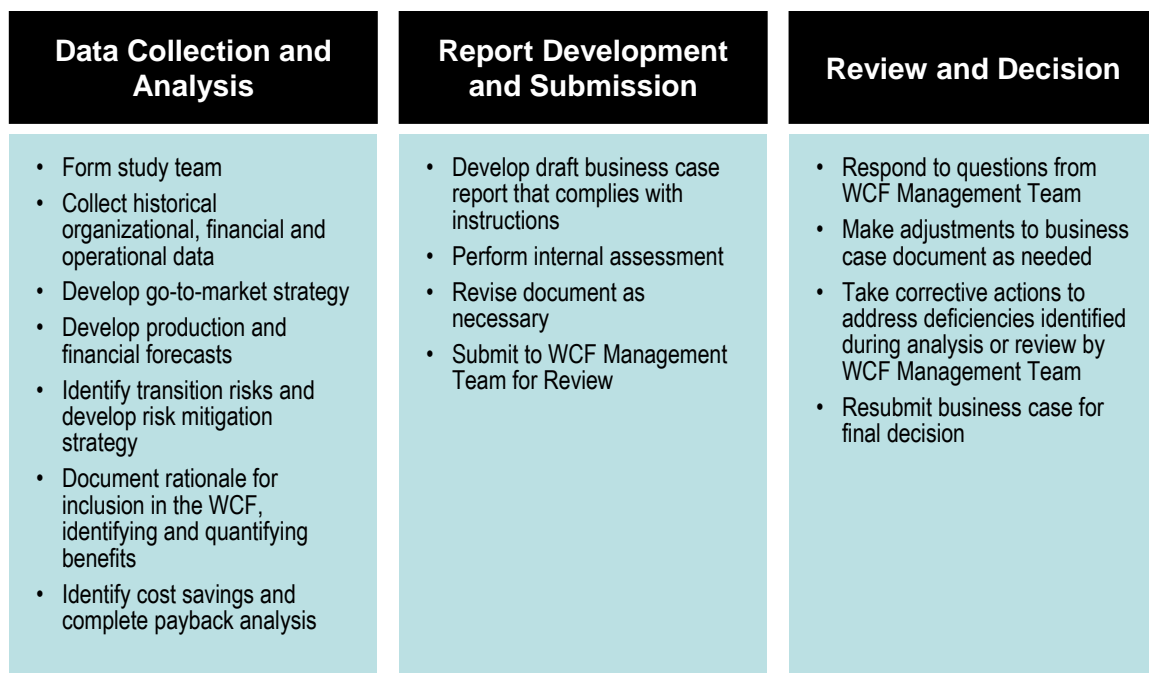 Data Collection and
Analysis
• Form study team
• Collect historical
organizational, financial and
operational data
• Develop go-to-market strategy
• Develop production and
financial forecasts
• Identify transition risks and
develop risk mitigation
strategy
• Document rationale for
inclusion in the WCF,
identifying and quantifying
benefits
• Identify cost savings and
complete payback analysis
Report Development
and Submission
• Develop draft business case
report that complies with
instructions
• Perform internal assessment
• Revise document as
necessary
• Submit to WCF Management
Team for Review
Review and Decision
• Respond to questions from
WCF Management Team
• Make adjustments to business
case document as needed
• Take corrective actions to
address deficiencies identified
during analysis or review by
WCF Management Team
• Resubmit business case for
final decision